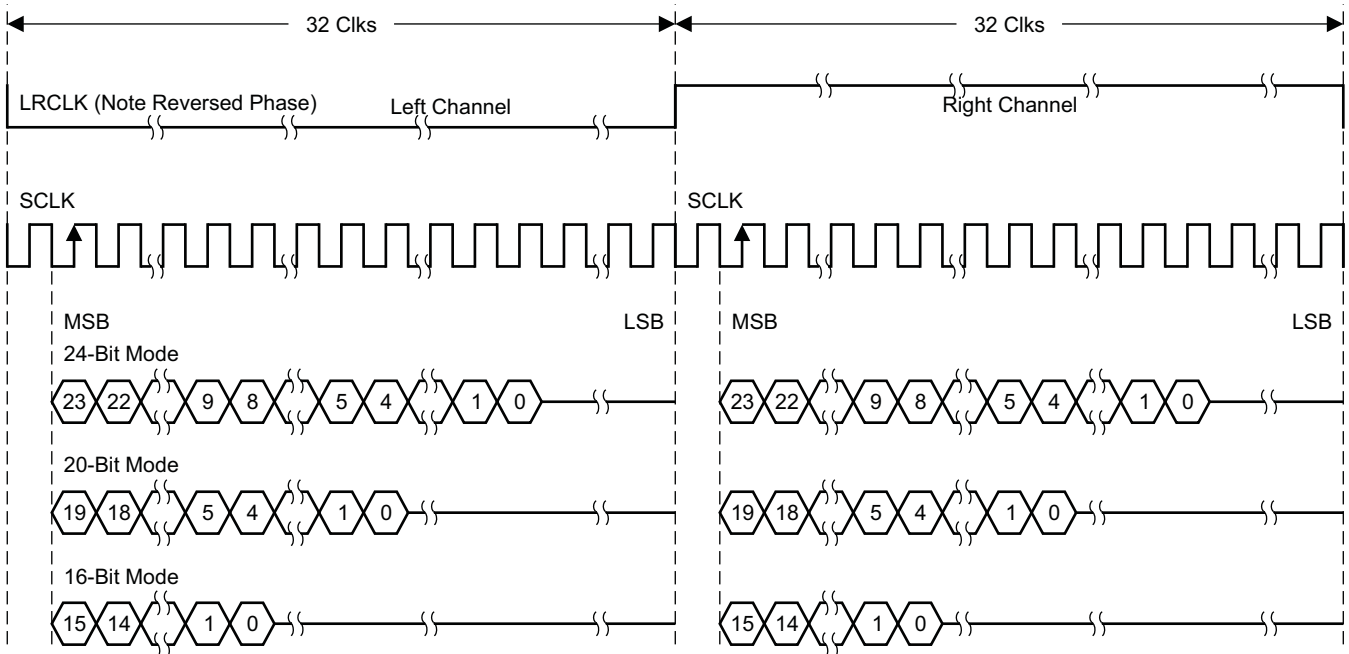 32 Clks 32 Clks
LRCLK (Note Reversed Phase) Left Channel Right Channel
SCLK SCLK
MSB LSB MSB LSB
24-Bit Mode
23 22 9 8 5 4 1 0 23 22 9 8 5 4 1 0
20-Bit Mode
19 18 5 4 1 0 19 18 5 4 1 0
16-Bit Mode
15 14 1 0 15 14 1 0